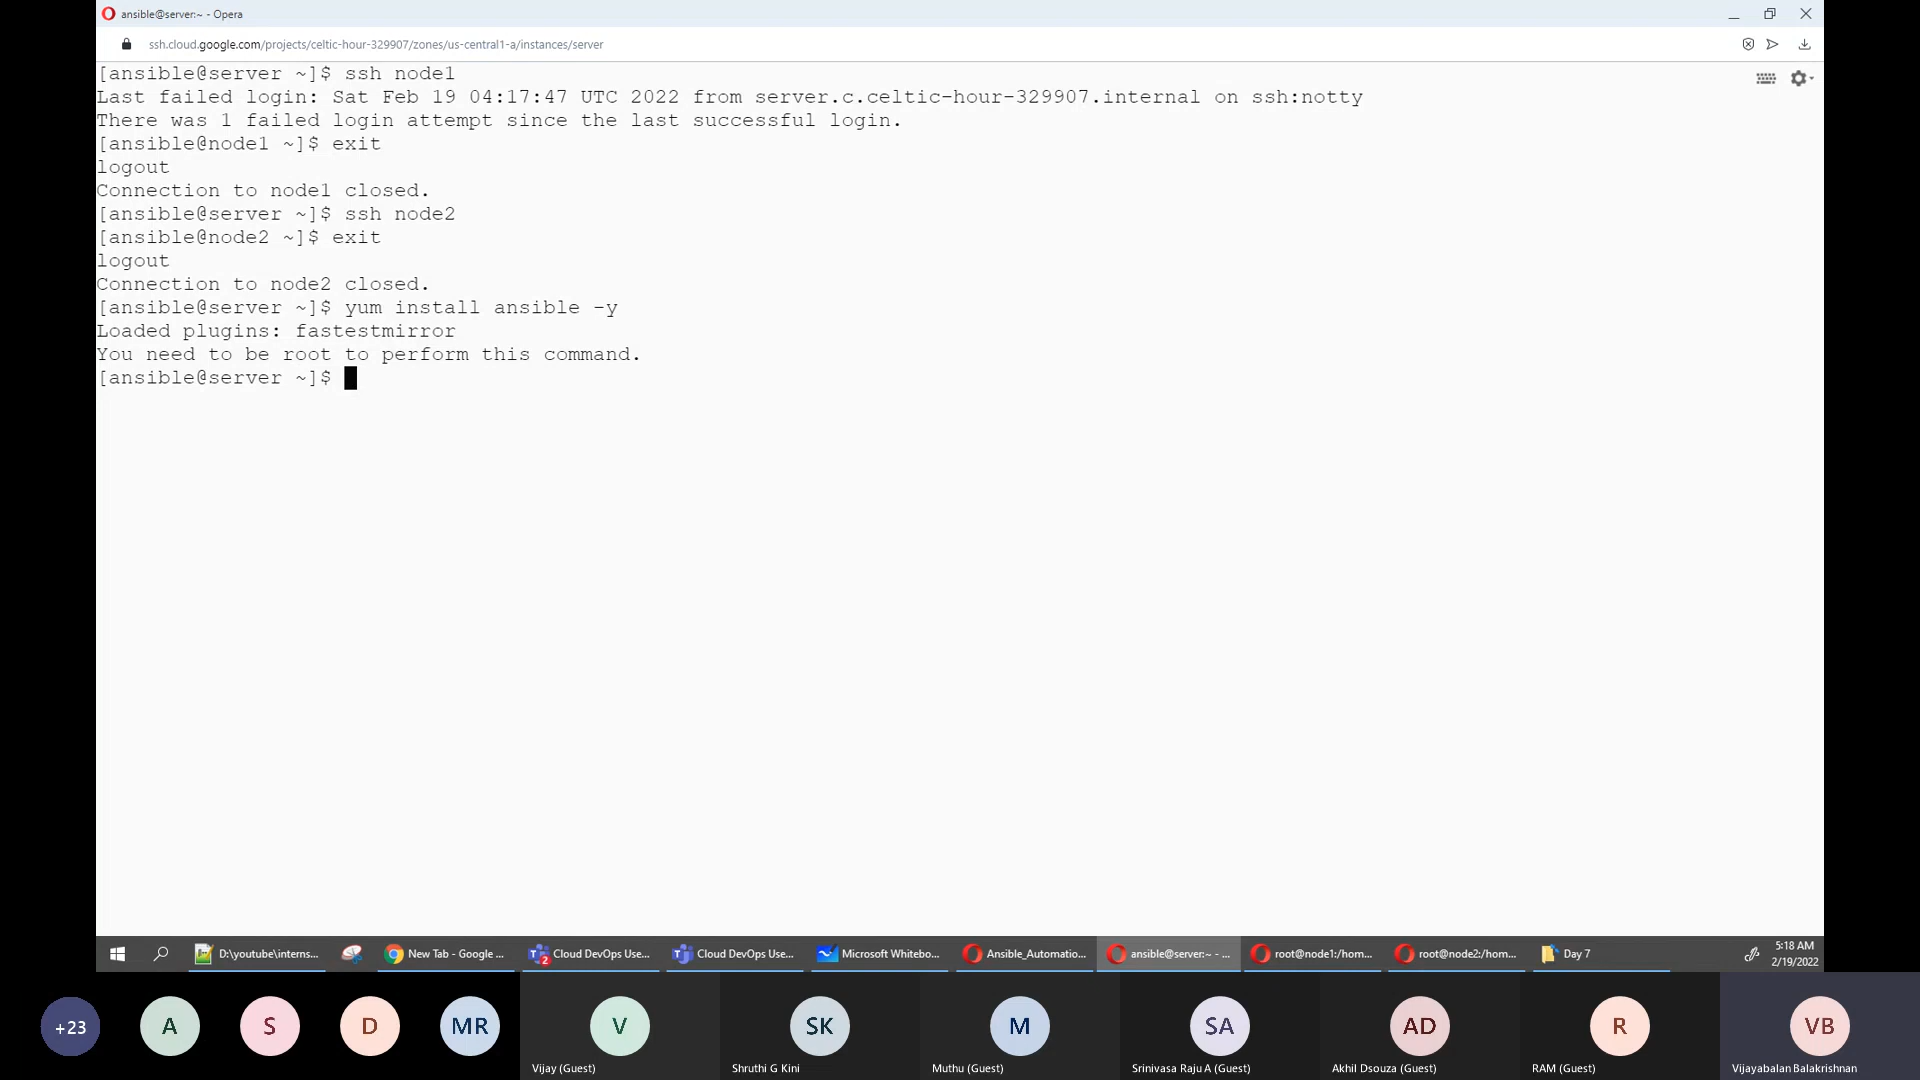 ansible@server:~ - Opera
ssh.cloud.google.com/projects/celtic-hour-329907/zones/us-central1-a/instances/server
[ansible@server ~]$ ssh node1
Last failed login: Sat Feb 19 04:17:47 UTC 2022 from server.c.celtic-hour-329907.internal on ssh:notty
There was 1 failed login attempt since the last successful login.
[ansible@node1 ~]$ exit
logout
Connection to node1 closed.
[ansible@server ~]$ ssh node2
[ansible@node2 ~]$ exit
logout
Connection to node2 closed.
[ansible@server ~]$ yum install ansible -y
Loaded plugins: fastestmirror
You need to be root to perform this command.
[ansible@server ~]$
D:\youtube\interns...
New Tab - Google ...
2
Cloud DevOps Use...
Cloud DevOps Use...
Microsoft Whitebo...
Ansible_Automatio...
ansible@server:~ - ...
root@node1:/hom...
root@node2:/hom...
Day 7
5:18 AM
2/19/2022
+23
A
S
D
MR
V
Vijay (Guest)
SK
Shruthi G Kini
M
Muthu (Guest)
SA
Srinivasa Raju A (Guest)
AD
Akhil Dsouza (Guest)
R
RAM (Guest)
VB
Vijayabalan Balakrishnan